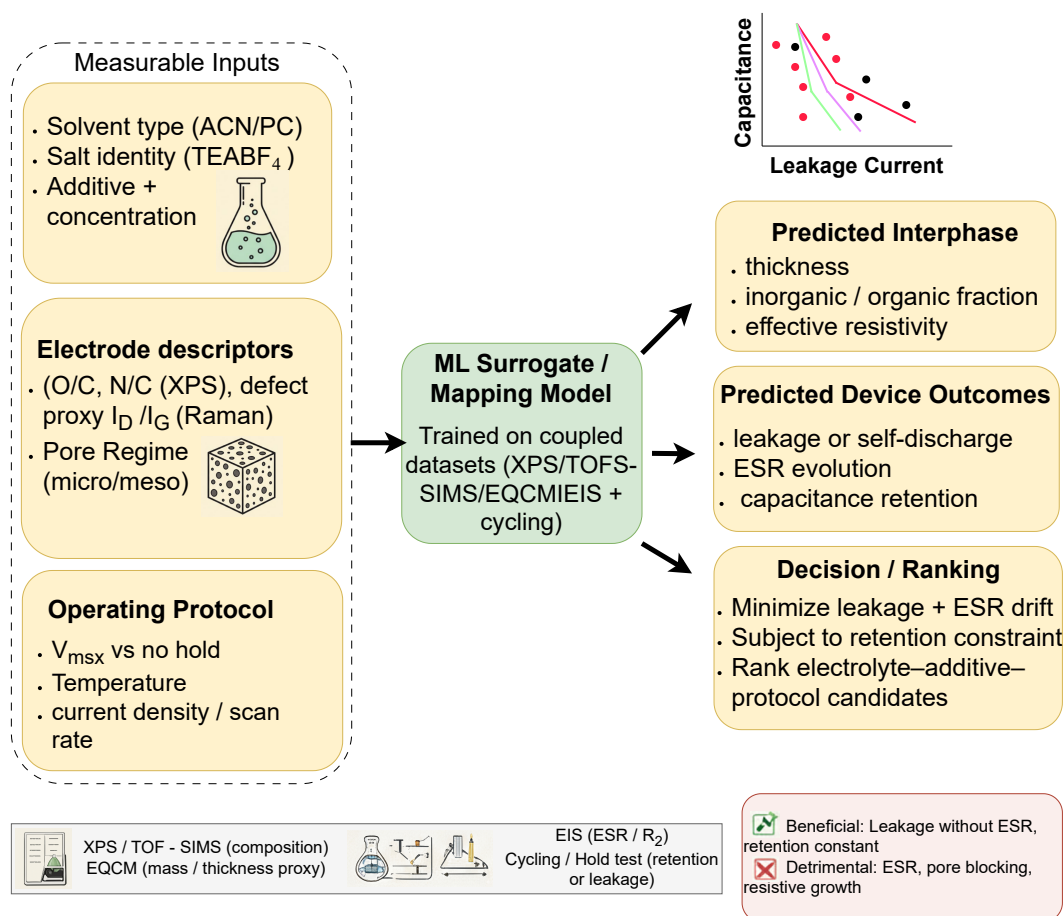 Measurable Inputs
• Solvent type (ACN/PC)
• Salt identity (TEABF₄ )
• Additive +
concentration
Electrode descriptors
• (O/C, N/C (XPS), defect
proxy I_D /I_G (Raman)
• Pore Regime
(micro/meso)
Operating Protocol
• V_msx vs no hold
• Temperature
• current density / scan
rate
ML Surrogate /
Mapping Model
Trained on coupled
datasets (XPS/TOFS-
SIMS/EQCMIEIS +
cycling)
Capacitance
Leakage Current
Predicted Interphase
• thickness
• inorganic / organic fraction
• effective resistivity
Predicted Device Outcomes
• leakage or self-discharge
• ESR evolution
• capacitance retention
Decision / Ranking
• Minimize leakage + ESR drift
• Subject to retention constraint
• Rank electrolyte–additive–
protocol candidates
XPS / TOF - SIMS (composition)
EQCM (mass / thickness proxy)
EIS (ESR / R₂)
Cycling / Hold test (retention
or leakage)
Beneficial: Leakage without ESR,
retention constant
Detrimental: ESR, pore blocking,
resistive growth